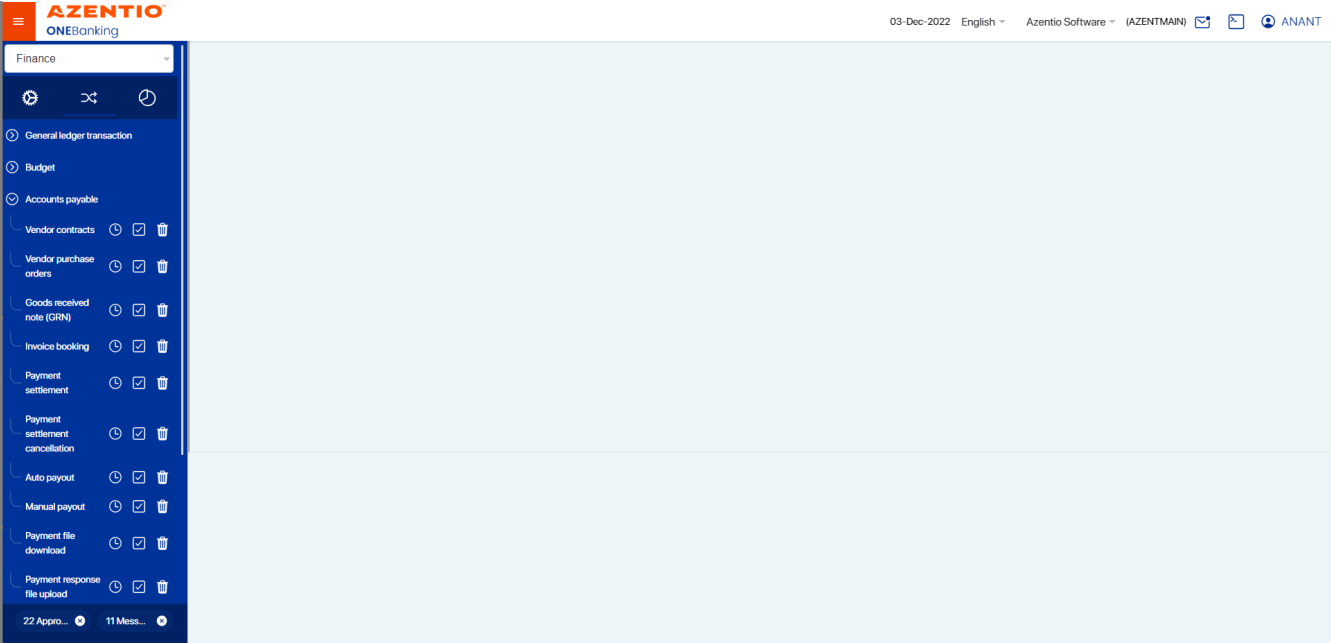 AZENTIO™
ONEBanking
03-Dec-2022 English Azentio Software (AZENTMAIN) ANANT
Finance
General ledger transaction
Budget
Accounts payable
Vendor contracts
Vendor purchase
orders
Goods received
note (GRN)
Invoice booking
Payment
settlement
Payment
settlement
cancellation
Auto payout
Manual payout
Payment file
download
Payment response
file upload
22 Appro... 11 Mess...